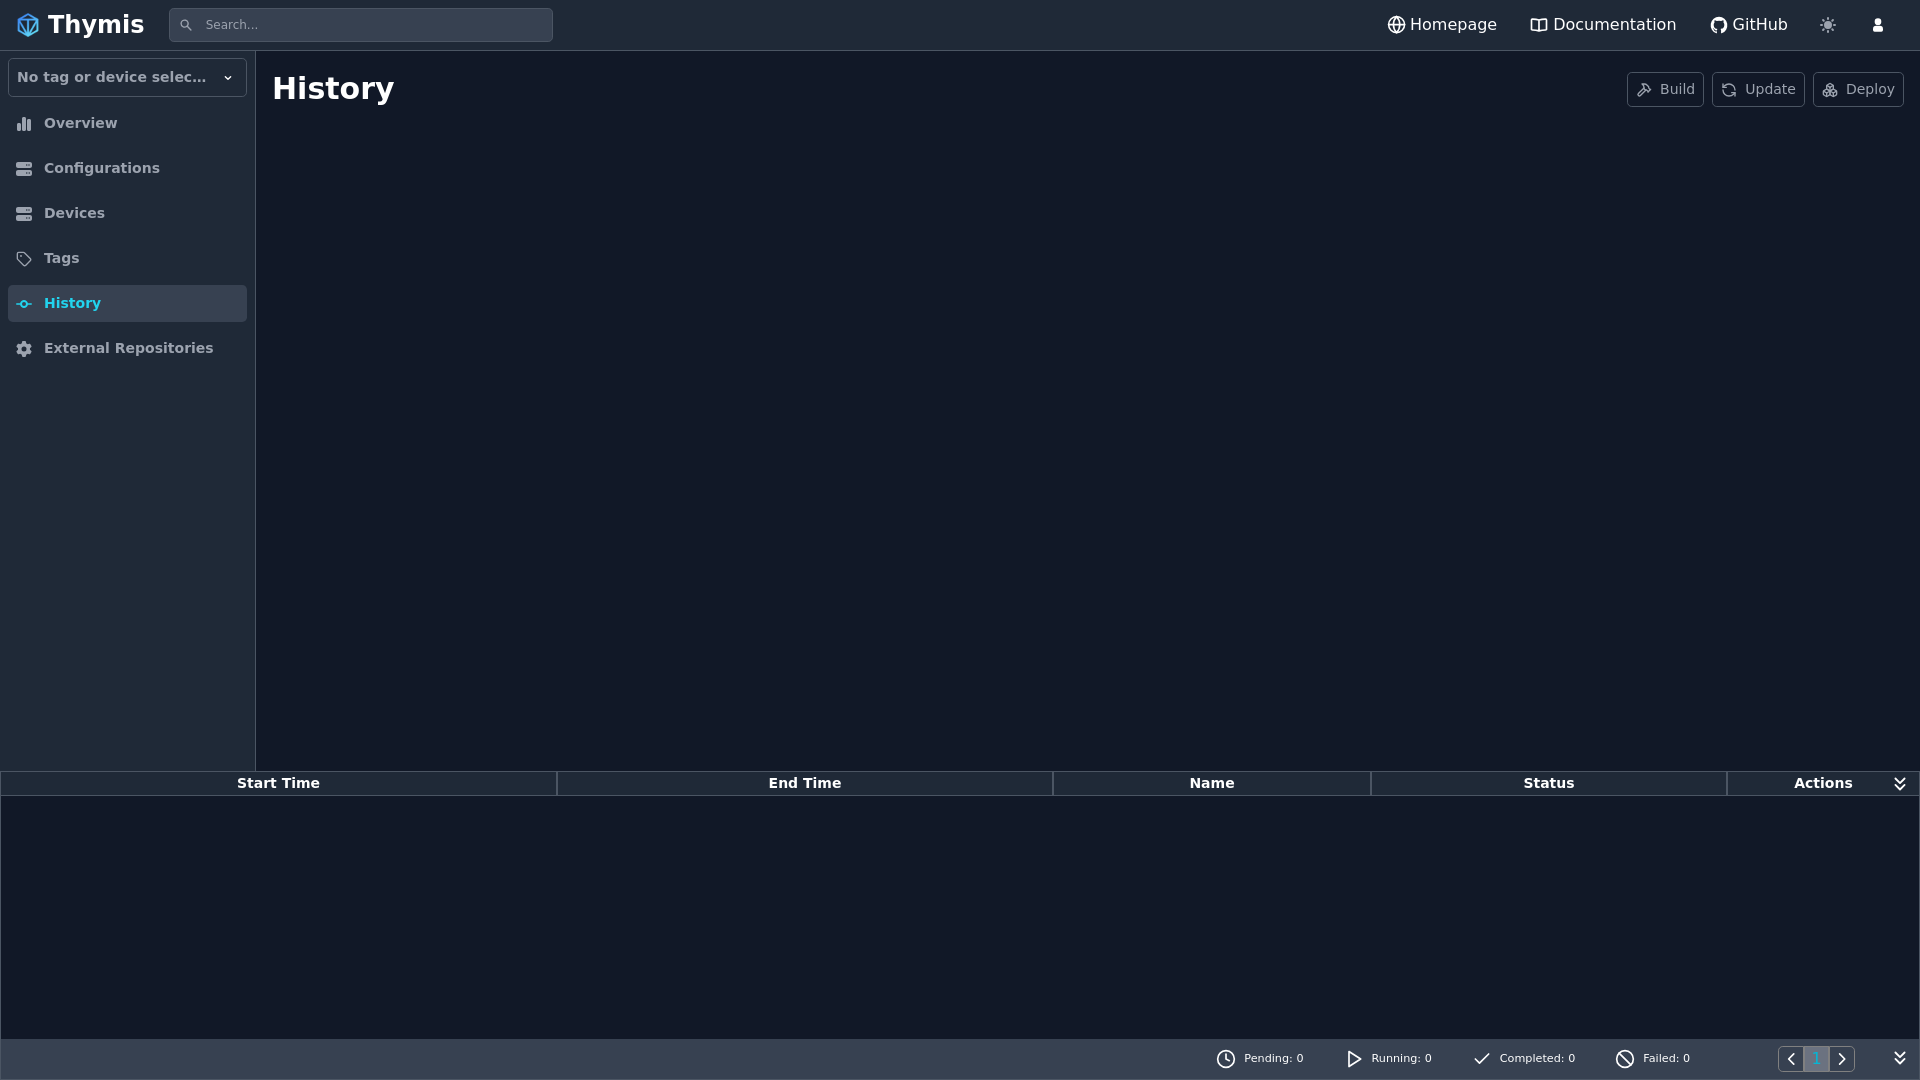 Thymis
Search...
Homepage
Documentation
GitHub
No tag or device selec...
Overview
Configurations
Devices
Tags
History
External Repositories
History
Build
Update
Deploy
Start Time
End Time
Name
Status
Actions
Pending: 0
Running: 0
Completed: 0
Failed: 0
1